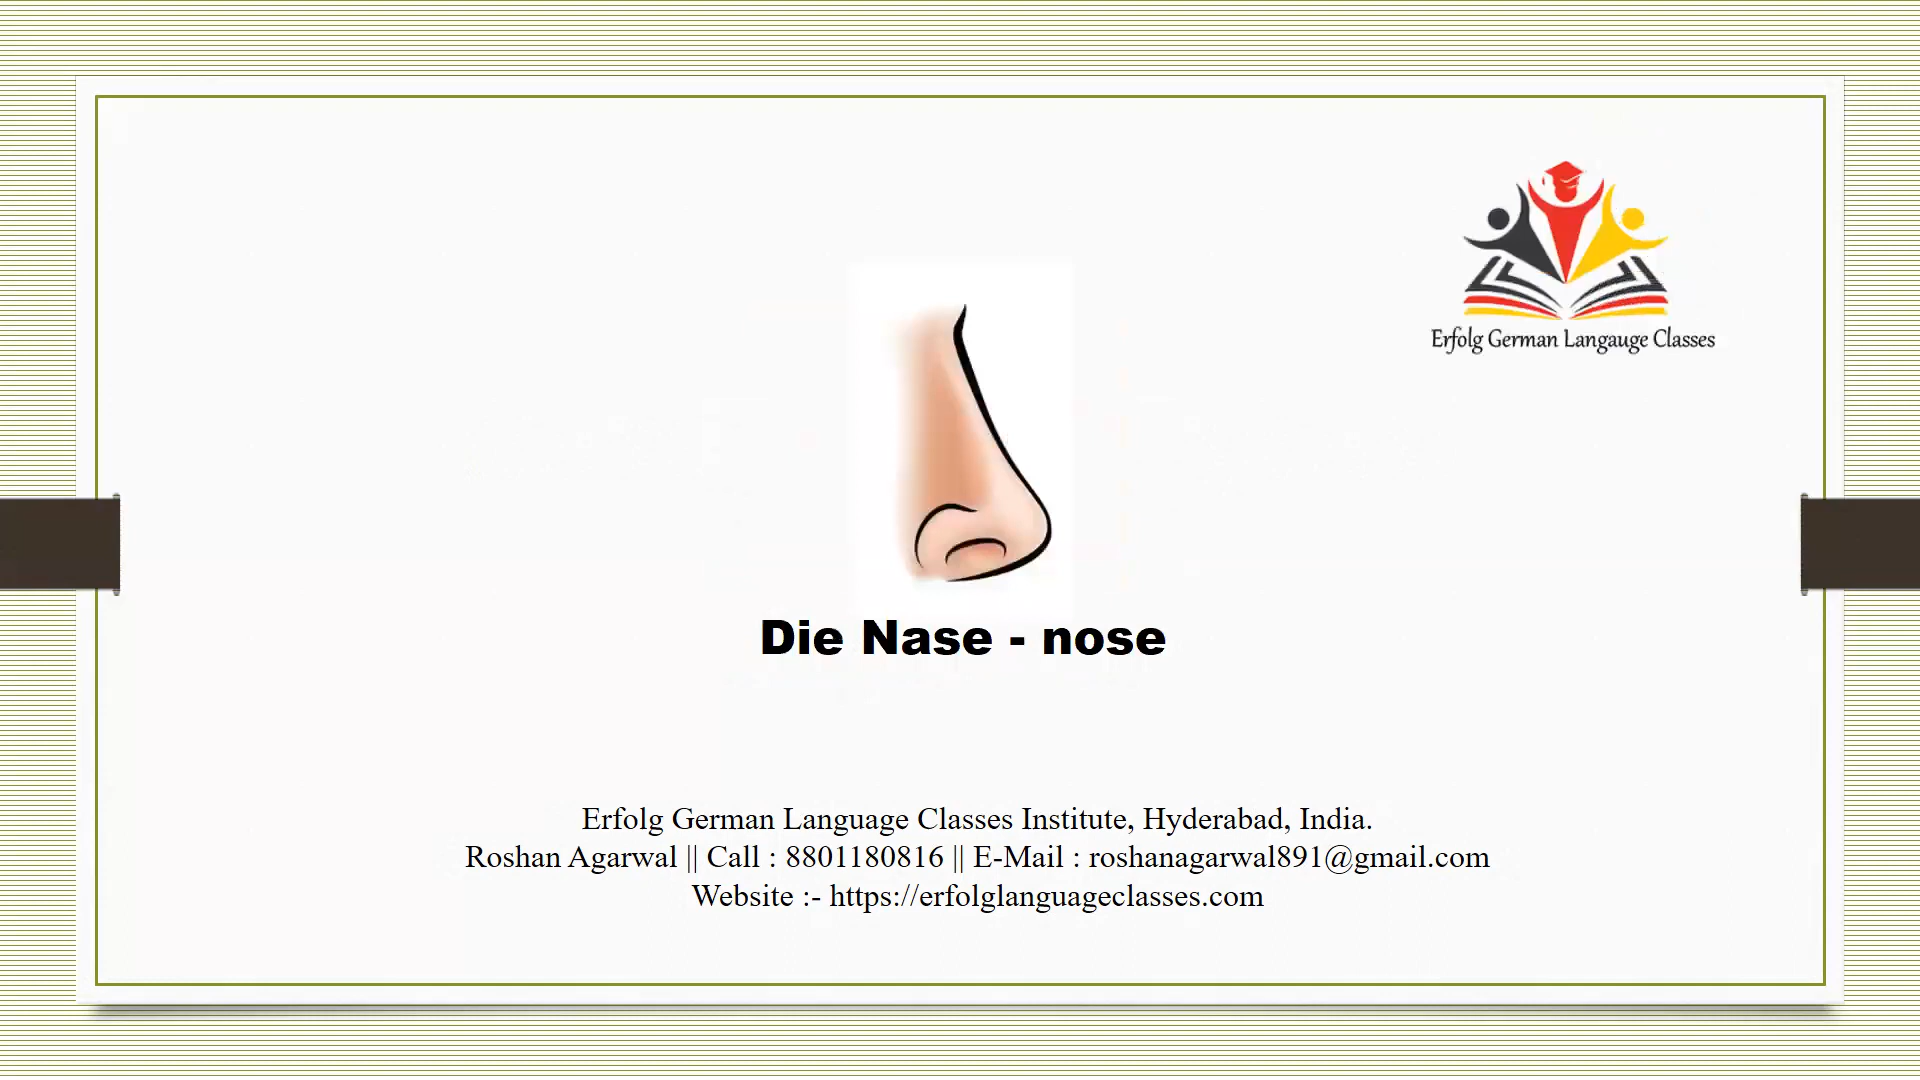 Erfolg German Langauge Classes
Die Nase - nose
Erfolg German Language Classes Institute, Hyderabad, India.
Roshan Agarwal || Call : 8801180816 || E-Mail : roshanagarwal891@gmail.com
Website :- https://erfolglanguageclasses.com